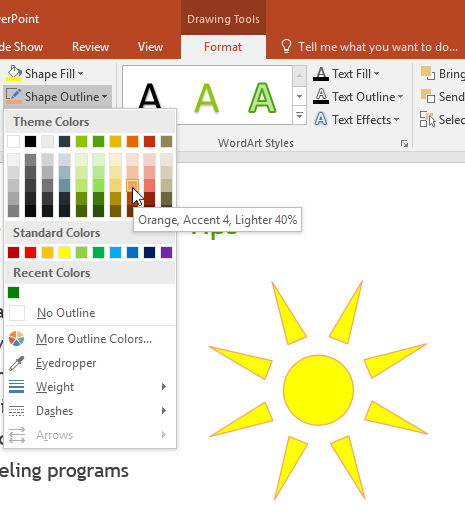 werPoint
Drawing Tools
de Show Review View Format Tell me what you want to do...
Shape Fill Text Fill Bring
Shape Outline Text Outline Send
Text Effects Selec
WordArt Styles
A A A
Theme Colors
Orange, Accent 4, Lighter 40%
Standard Colors
Recent Colors
No Outline
More Outline Colors...
Eyedropper
Weight
Dashes
Arrows
eling programs